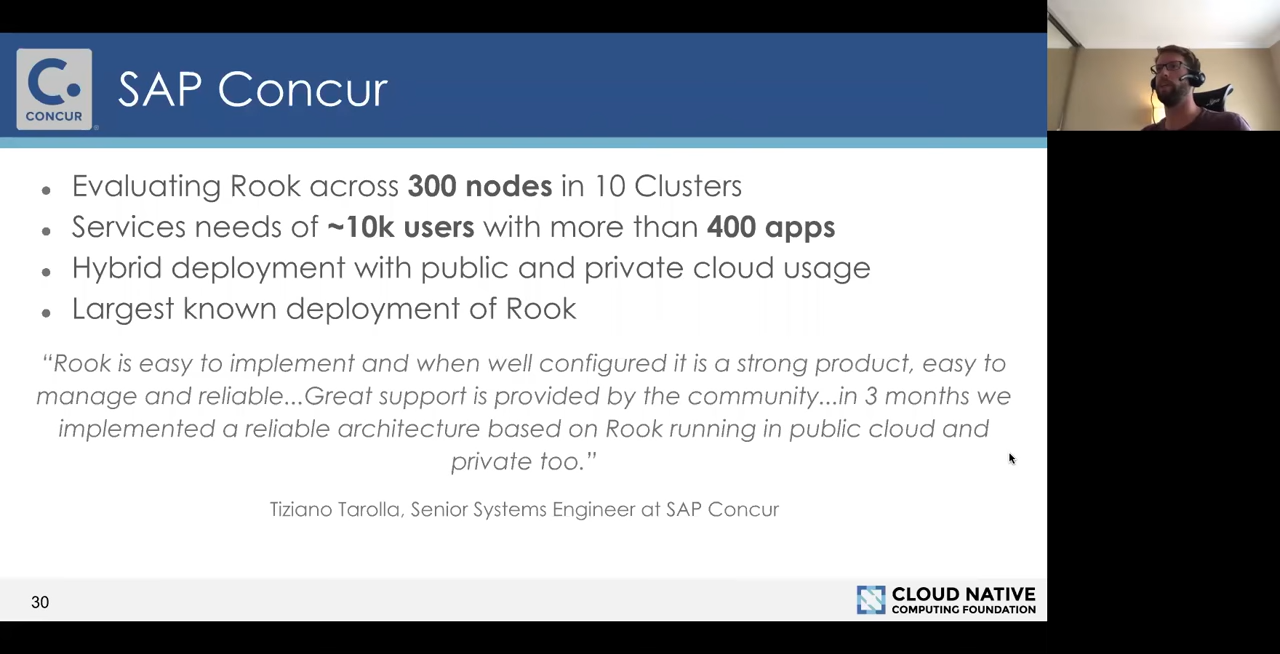 C.
CONCUR
®
SAP Concur
• Evaluating Rook across 300 nodes in 10 Clusters
• Services needs of ~10k users with more than 400 apps
• Hybrid deployment with public and private cloud usage
• Largest known deployment of Rook
“Rook is easy to implement and when well configured it is a strong product, easy to
manage and reliable...Great support is provided by the community...in 3 months we
implemented a reliable architecture based on Rook running in public cloud and
private too.”
Tiziano Tarolla, Senior Systems Engineer at SAP Concur
30
CLOUD NATIVE
COMPUTING FOUNDATION